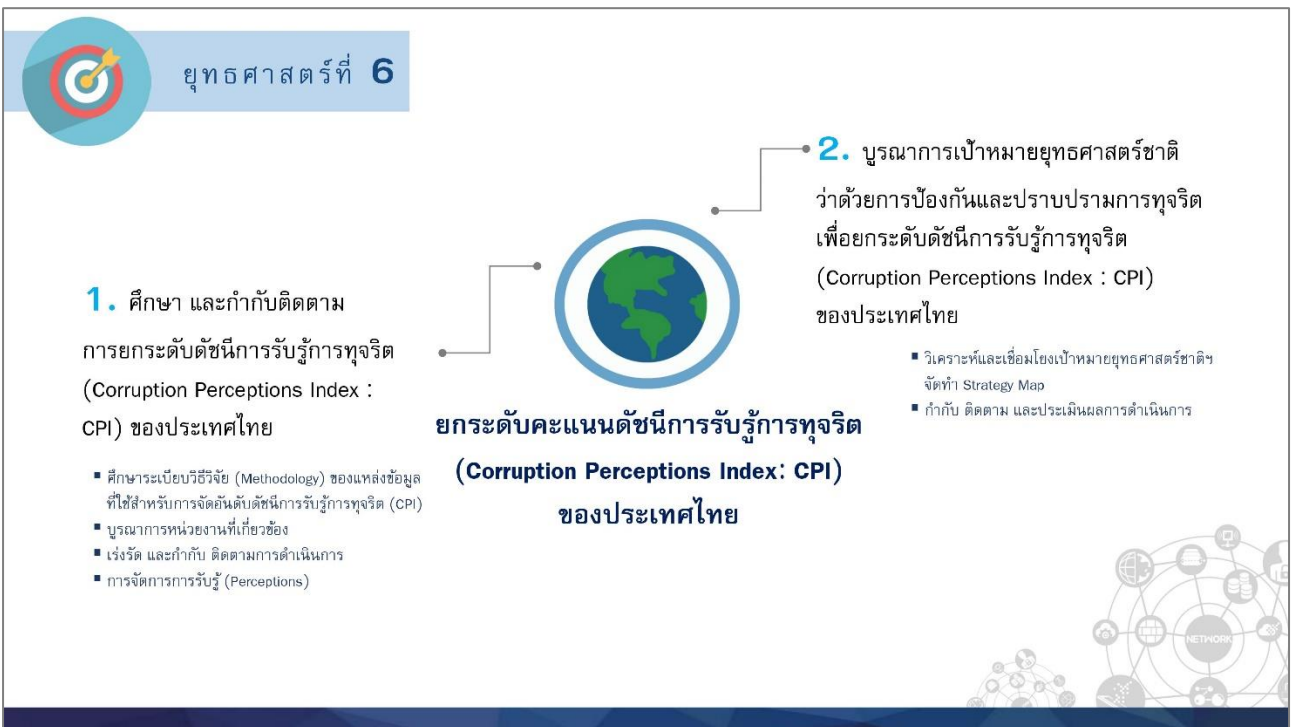 ยุทธศาสตร์ที่ 6
1. ศึกษา และกำกับติดตาม
การยกระดับดัชนีการรับรู้การทุจริต
(Corruption Perceptions Index :
CPI) ของประเทศไทย
▪ ศึกษาระเบียบวิธีวิจัย (Methodology) ของแหล่งข้อมูล
ที่ใช้สำหรับการจัดอันดับดัชนีการรับรู้การทุจริต (CPI)
▪ บูรณาการหน่วยงานที่เกี่ยวข้อง
▪ เร่งรัด และกำกับ ติดตามการดำเนินการ
▪ การจัดการการรับรู้ (Perceptions)
ยกระดับคะแนนดัชนีการรับรู้การทุจริต
(Corruption Perceptions Index: CPI)
ของประเทศไทย
2. บูรณาการเป้าหมายยุทธศาสตร์ชาติ
ว่าด้วยการป้องกันและปราบปรามการทุจริต
เพื่อยกระดับดัชนีการรับรู้การทุจริต
(Corruption Perceptions Index : CPI)
ของประเทศไทย
▪ วิเคราะห์และเชื่อมโยงเป้าหมายยุทธศาสตร์ชาติฯ
จัดทำ Strategy Map
▪ กำกับ ติดตาม และประเมินผลการดำเนินการ
NETWORK